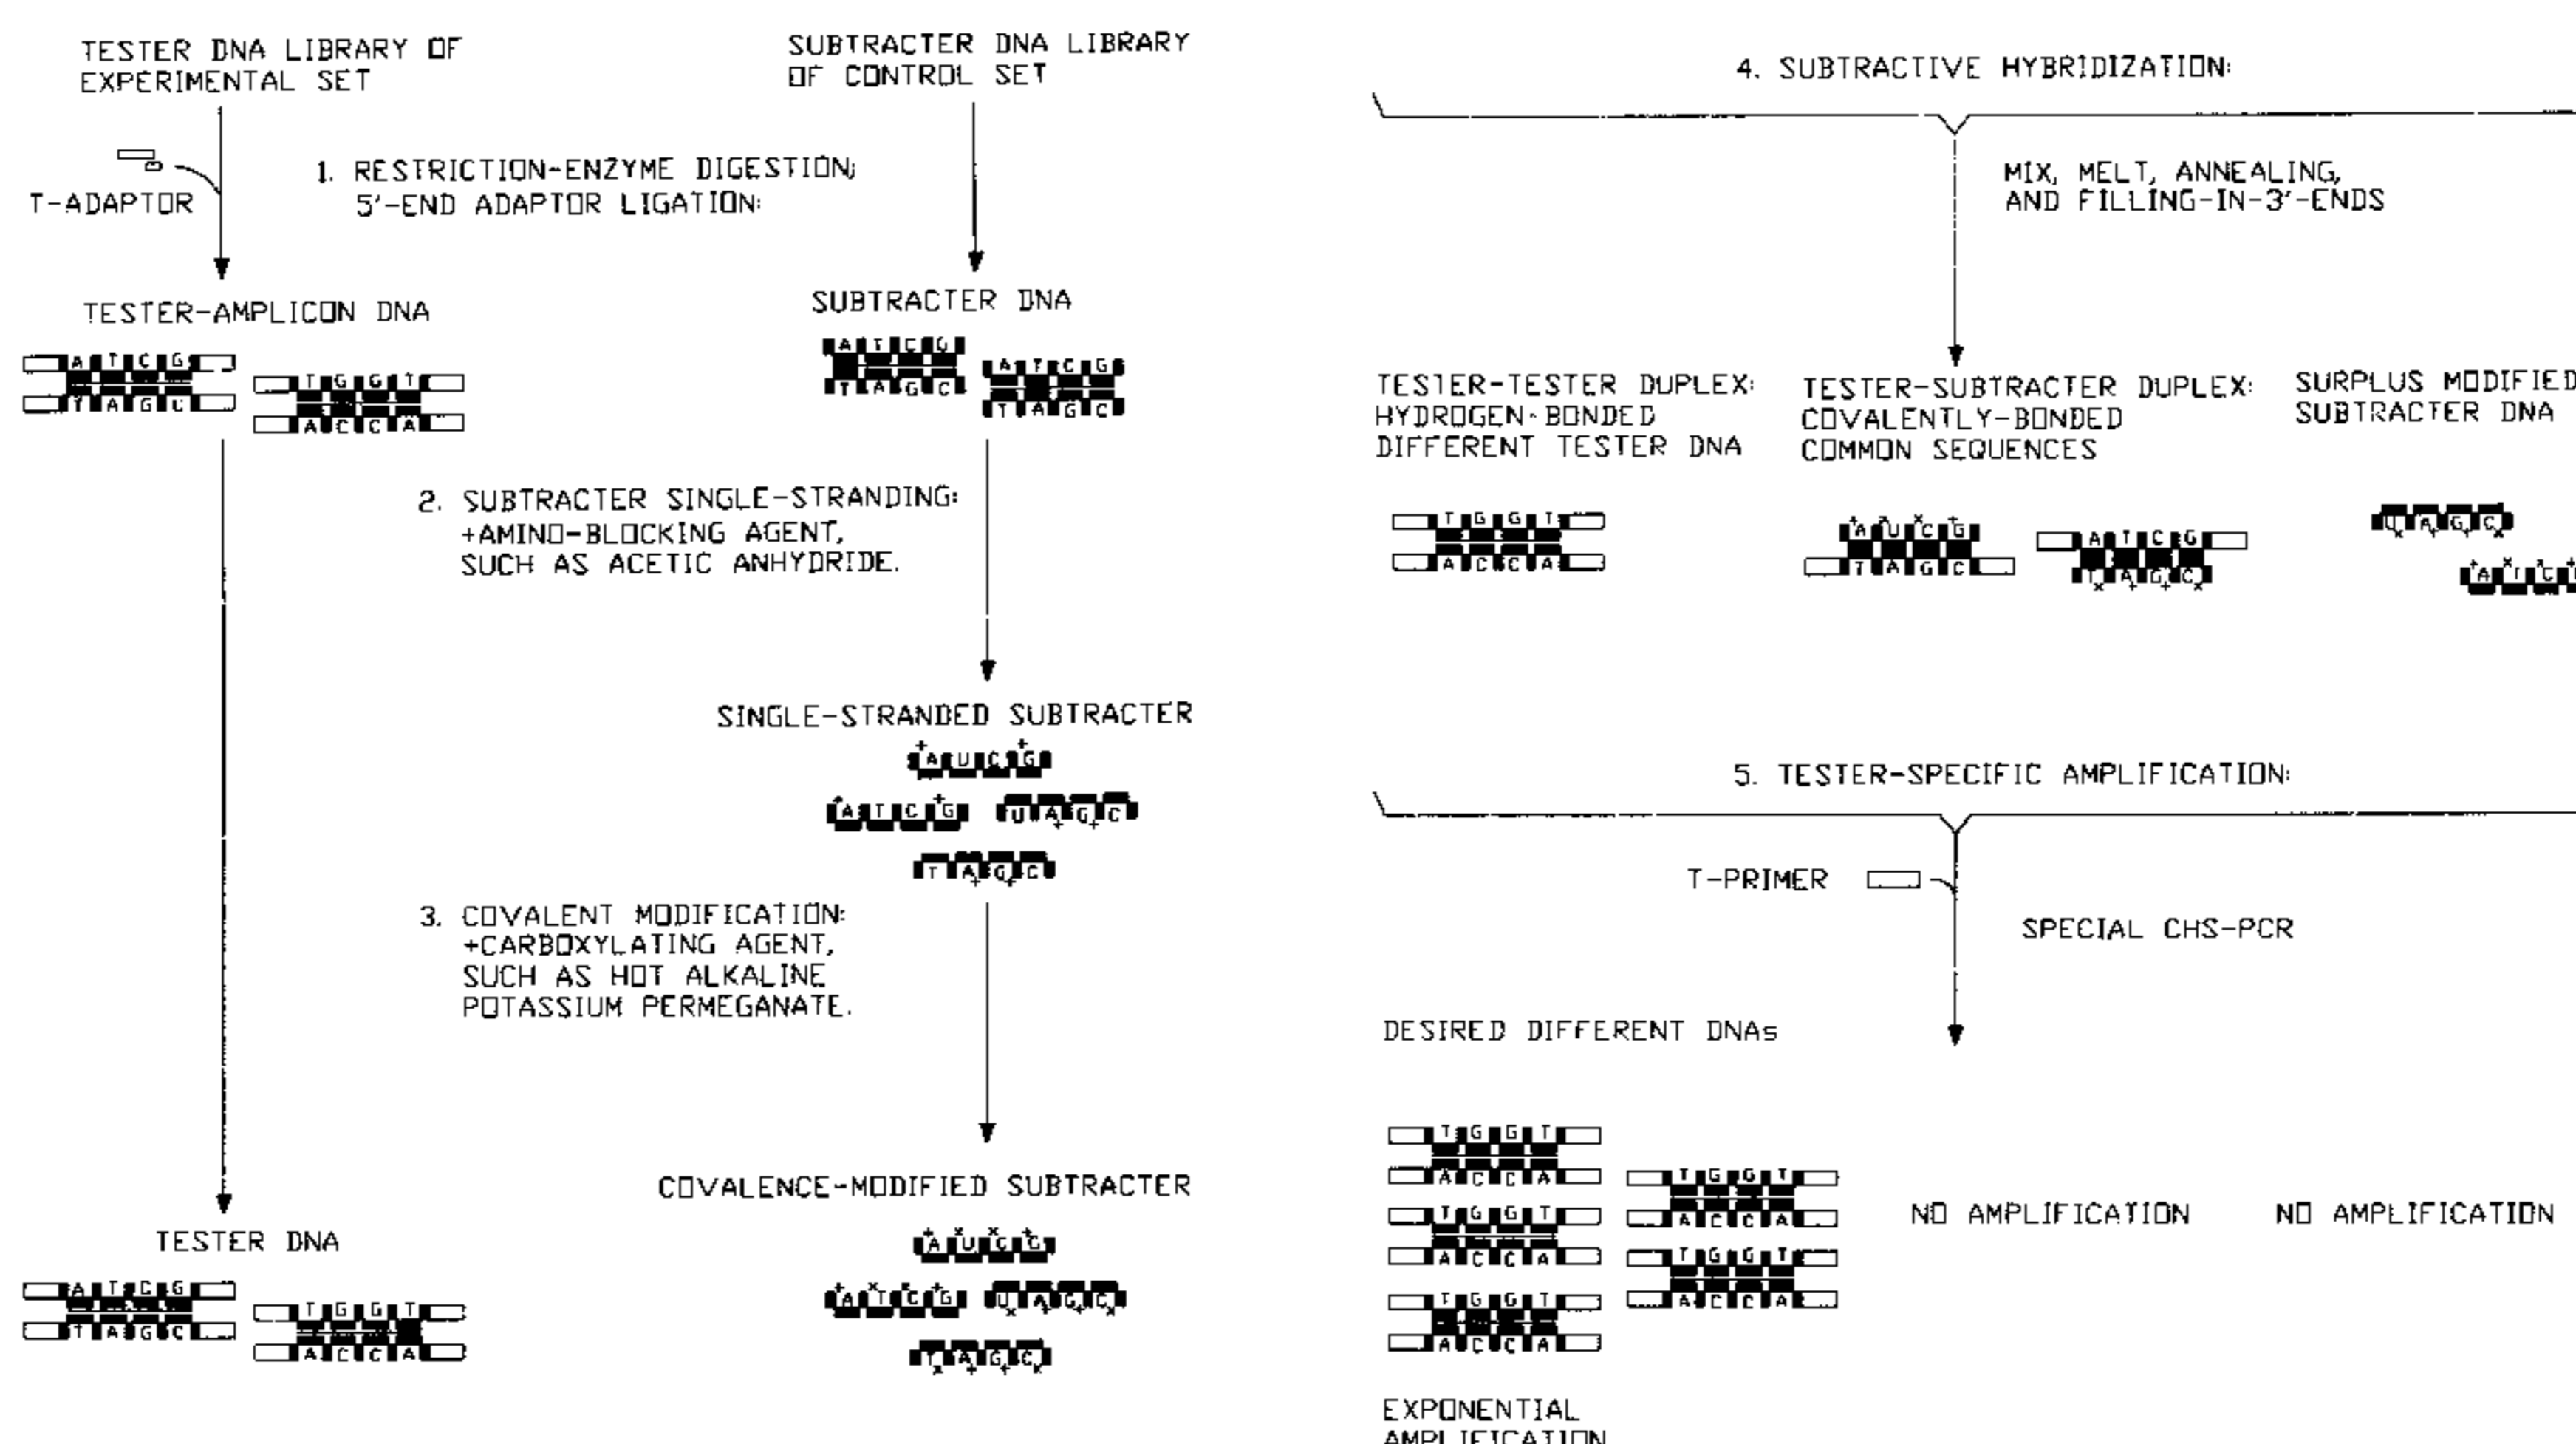 TESTER DNA LIBRARY OF
EXPERIMENTAL SET
SUBTRACTER DNA LIBRARY
OF CONTROL SET
T-ADAPTOR
1. RESTRICTION-ENZYME DIGESTION;
5'-END ADAPTOR LIGATION:
TESTER-AMPLICON DNA
A T C G
T A G C
T G G T
A C C A
SUBTRACTER DNA
A T C G
T A G C
A T C G
T A G C
2. SUBTRACTER SINGLE-STRANDING:
+AMINO-BLOCKING AGENT,
SUCH AS ACETIC ANHYDRIDE.
SINGLE-STRANDED SUBTRACTER
+ +
A U C G
+ +
A T C G
U A G C
+ +
T A G C
+ +
3. COVALENT MODIFICATION:
+CARBOXYLATING AGENT,
SUCH AS HOT ALKALINE
POTASSIUM PERMEGANATE.
COVALENCE-MODIFIED SUBTRACTER
+ x x +
A U C G
+ x x +
A T C G
U A G C
x + + x
T A G C
x + + x
TESTER DNA
A T C G
T A G C
T G G T
A C C A
4. SUBTRACTIVE HYBRIDIZATION:
MIX, MELT, ANNEALING,
AND FILLING-IN-3'-ENDS
TESTER-TESTER DUPLEX:
HYDROGEN-BONDED
DIFFERENT TESTER DNA
T G G T
A C C A
TESTER-SUBTRACTER DUPLEX:
COVALENTLY-BONDED
COMMON SEQUENCES
+ x x +
A U C G
T A G C
A T C G
T A G C
x + + x
SURPLUS MODIFIED
SUBTRACTER DNA
U A G C
x + + x
+ x x +
A T C
5. TESTER-SPECIFIC AMPLIFICATION:
T-PRIMER
SPECIAL CHS-PCR
DESIRED DIFFERENT DNAs
T G G T
A C C A
T G G T
A C C A
T G G T
A C C A
T G G T
A C C A
T G G T
A C C A
NO AMPLIFICATION
NO AMPLIFICATION
EXPONENTIAL
AMPLIFICATION